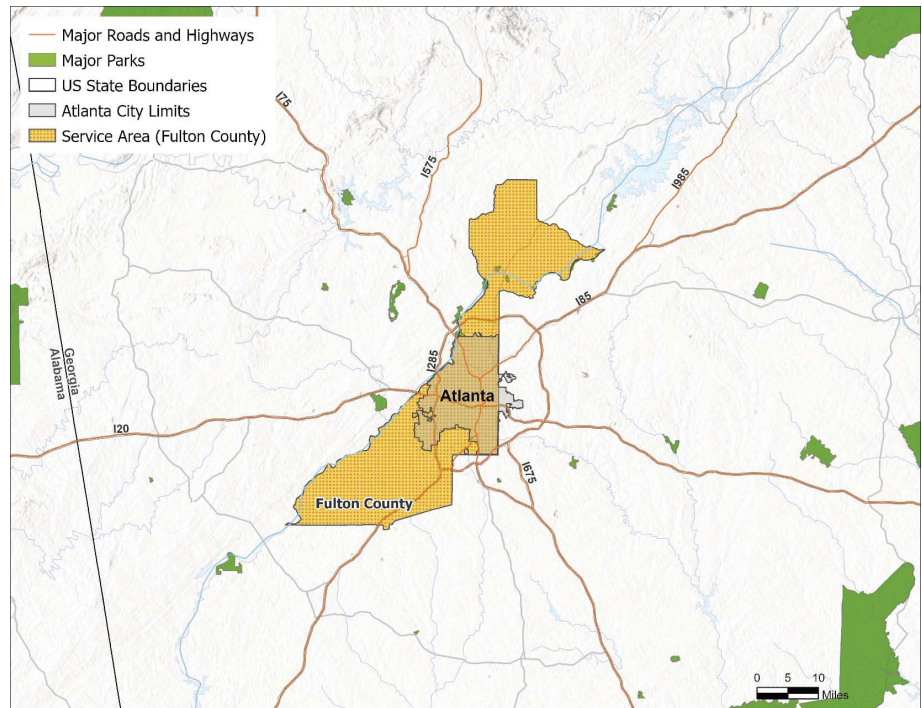 Major Roads and Highways
Major Parks
US State Boundaries
Atlanta City Limits
Service Area (Fulton County)
I75
I575
I985
I85
I285
Georgia
Alabama
Atlanta
I20
I675
Fulton County
0 5 10
Miles